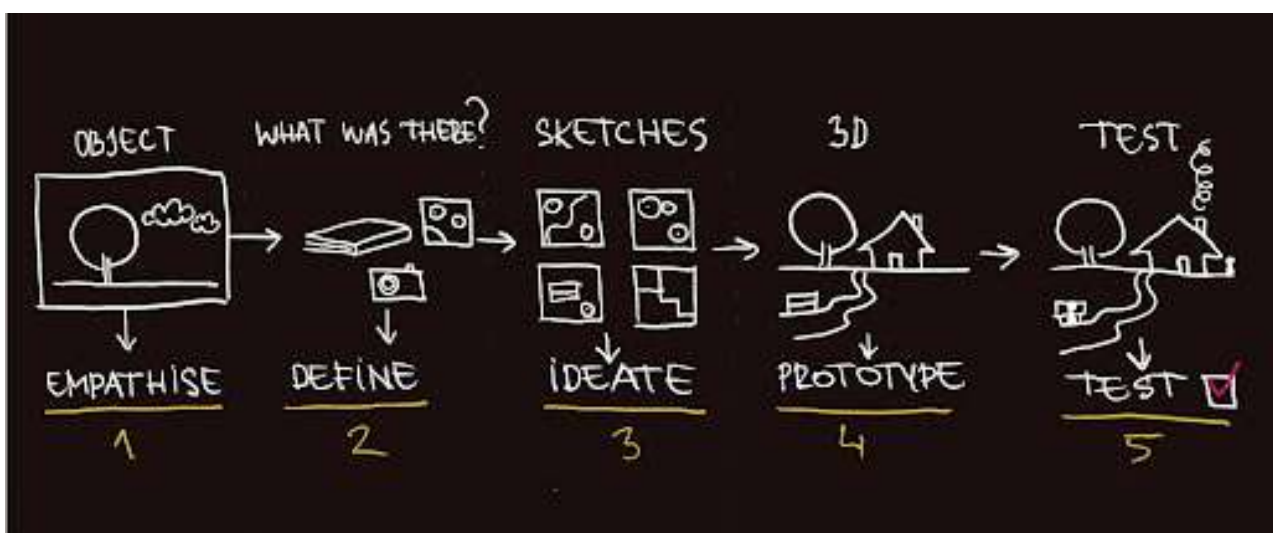 OBJECT
WHAT WAS THERE?
SKETCHES
3D
TEST
EMPATHISE
DEFINE
IDEATE
PROTOTYPE
TEST
1
2
3
4
5